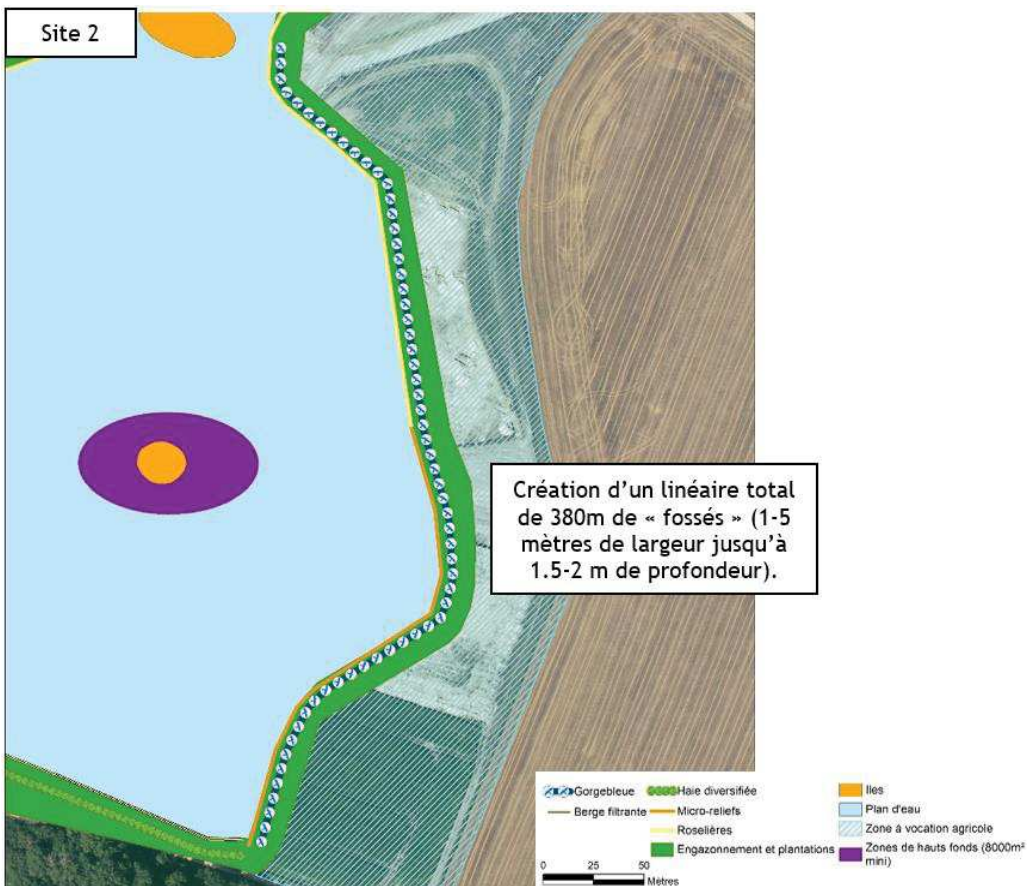 Site 2
Création d’un linéaire total
de 380m de « fossés » (1-5
mètres de largeur jusqu’à
1.5-2 m de profondeur).
Gorgebleue
Berge filtrante
Haie diversifiée
Micro-reliefs
Roselières
Engazonnement et plantations
Iles
Plan d'eau
Zone à vocation agricole
Zones de hauts fonds (8000m²
mini)
0 25 50
Mètres